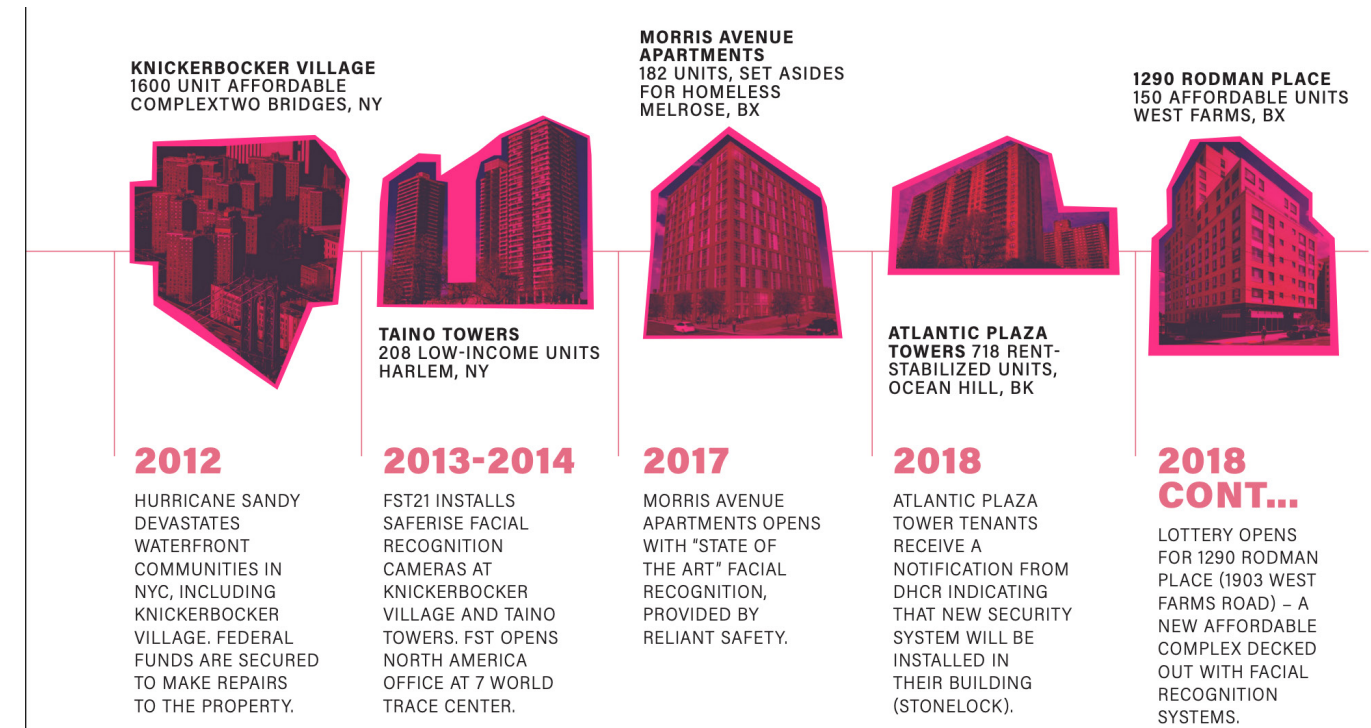 KNICKERBOCKER VILLAGE
1600 UNIT AFFORDABLE
COMPLEXTWO BRIDGES, NY
TAINO TOWERS
208 LOW-INCOME UNITS
HARLEM, NY
MORRIS AVENUE
APARTMENTS
182 UNITS, SET ASIDES
FOR HOMELESS
MELROSE, BX
ATLANTIC PLAZA
TOWERS 718 RENT-
STABILIZED UNITS,
OCEAN HILL, BK
1290 RODMAN PLACE
150 AFFORDABLE UNITS
WEST FARMS, BX
2012
HURRICANE SANDY
DEVASTATES
WATERFRONT
COMMUNITIES IN
NYC, INCLUDING
KNICKERBOCKER
VILLAGE. FEDERAL
FUNDS ARE SECURED
TO MAKE REPAIRS
TO THE PROPERTY.
2013-2014
FST21 INSTALLS
SAFERISE FACIAL
RECOGNITION
CAMERAS AT
KNICKERBOCKER
VILLAGE AND TAINO
TOWERS. FST OPENS
NORTH AMERICA
OFFICE AT 7 WORLD
TRACE CENTER.
2017
MORRIS AVENUE
APARTMENTS OPENS
WITH "STATE OF
THE ART" FACIAL
RECOGNITION,
PROVIDED BY
RELIANT SAFETY.
2018
ATLANTIC PLAZA
TOWER TENANTS
RECEIVE A
NOTIFICATION FROM
DHCR INDICATING
THAT NEW SECURITY
SYSTEM WILL BE
INSTALLED IN
THEIR BUILDING
(STONELOCK).
2018
CONT...
LOTTERY OPENS
FOR 1290 RODMAN
PLACE (1903 WEST
FARMS ROAD) – A
NEW AFFORDABLE
COMPLEX DECKED
OUT WITH FACIAL
RECOGNITION
SYSTEMS.